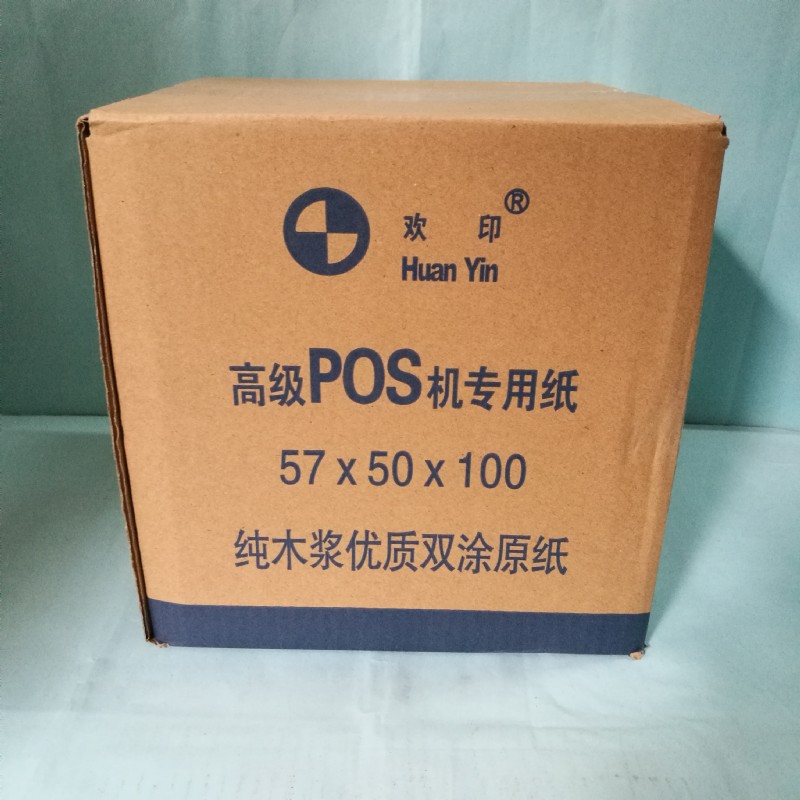 欢印®
Huan Yin
高级POS机专用纸
57 x 50 x 100
纯木浆优质双涂原纸